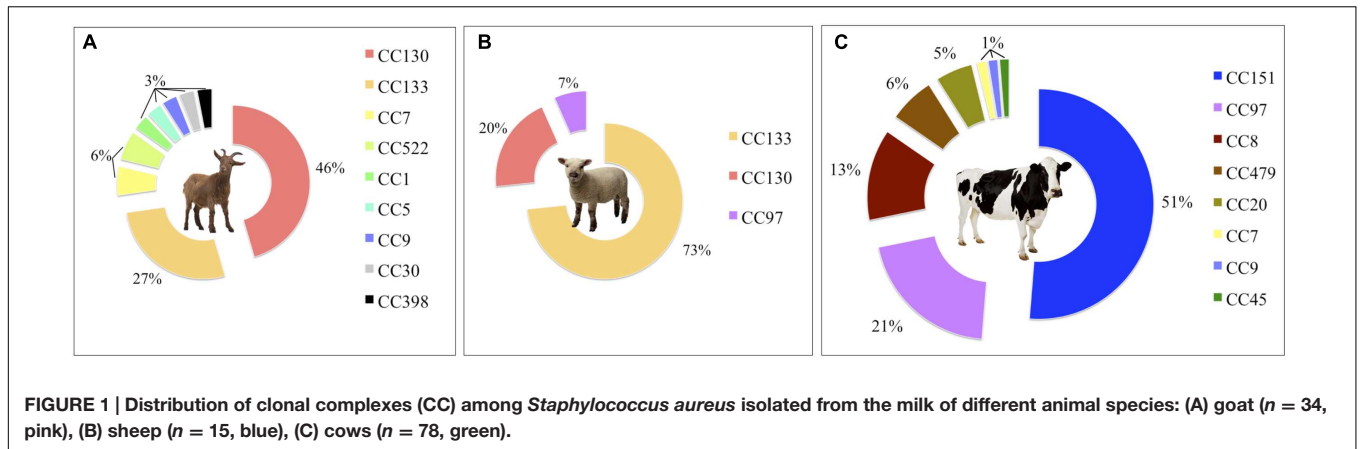 A
3%
6%
46%
27%
CC130
CC133
CC7
CC522
CC1
CC5
CC9
CC30
CC398
B
7%
20%
73%
CC133
CC130
CC97
C
1%
5%
6%
13%
51%
21%
CC151
CC97
CC8
CC479
CC20
CC7
CC9
CC45
FIGURE 1 | Distribution of clonal complexes (CC) among Staphylococcus aureus isolated from the milk of different animal species: (A) goat (n = 34,
pink), (B) sheep (n = 15, blue), (C) cows (n = 78, green).